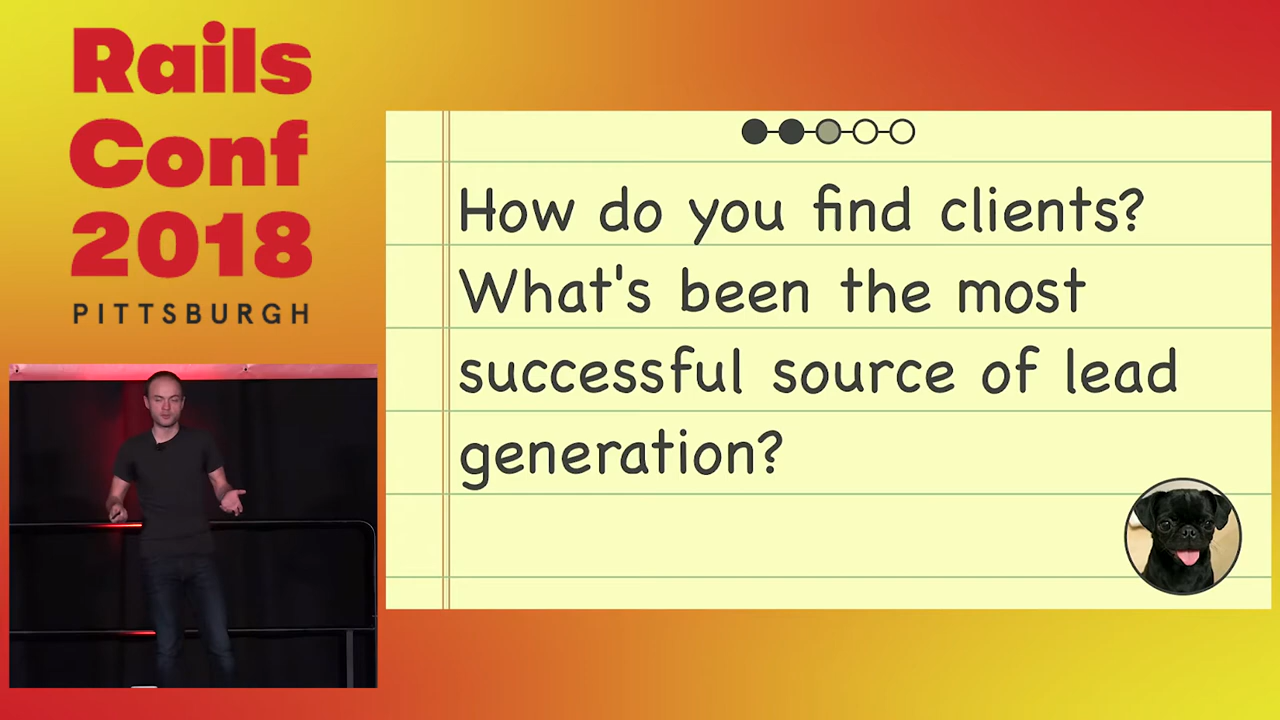 Rails
Conf
2018
PITTSBURGH
How do you find clients?
What's been the most
successful source of lead
generation?